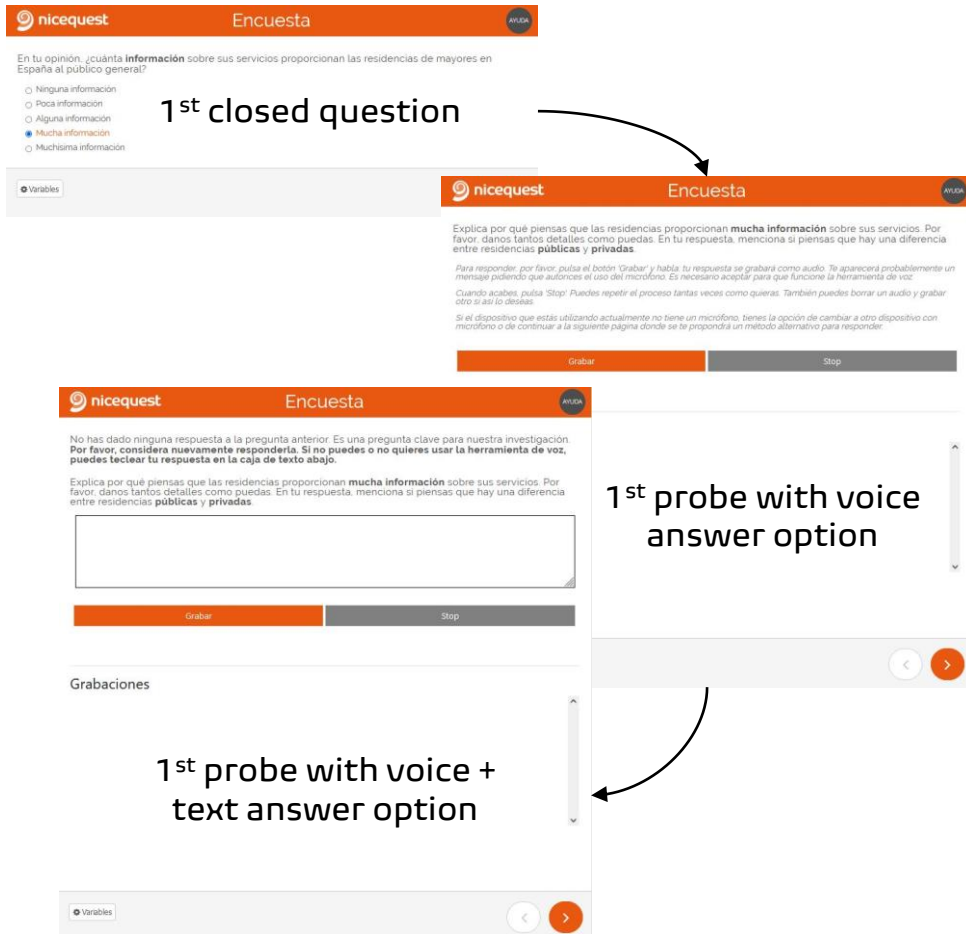 nicequest
Encuesta
AYUDA
En tu opinión, ¿cuánta información sobre sus servicios proporcionan las residencias de mayores en
España al público general?
Ninguna información
Poca información
Alguna información
Mucha información
Muchísima información
1st closed question
Variables
nicequest
Encuesta
AYUDA
Explica por qué piensas que las residencias proporcionan mucha información sobre sus servicios. Por
favor, danos tantos detalles como puedas. En tu respuesta, menciona si piensas que hay una diferencia
entre residencias públicas y privadas.
Para responder, por favor, pulsa el botón 'Grabar' y habla: tu respuesta se grabará como audio. Te aparecerá probablemente un
mensaje pidiendo que autorices el uso del micrófono. Es necesario aceptar para que funcione la herramienta de voz.
Cuando acabes, pulsa 'Stop'. Puedes repetir el proceso tantas veces como quieras. También puedes borrar un audio y grabar
otro si así lo deseas.
Si el dispositivo que estás utilizando actualmente no tiene un micrófono, tienes la opción de cambiar a otro dispositivo con
micrófono o de continuar a la siguiente página donde se te propondrá un método alternativo para responder.
Grabar
Stop
1st probe with voice
answer option
nicequest
Encuesta
AYUDA
No has dado ninguna respuesta a la pregunta anterior. Es una pregunta clave para nuestra investigación.
Por favor, considera nuevamente responderla. Si no puedes o no quieres usar la herramienta de voz,
puedes teclear tu respuesta en la caja de texto abajo.
Explica por qué piensas que las residencias proporcionan mucha información sobre sus servicios. Por
favor, danos tantos detalles como puedas. En tu respuesta, menciona si piensas que hay una diferencia
entre residencias públicas y privadas.
Grabar
Stop
Grabaciones
1st probe with voice +
text answer option
Variables